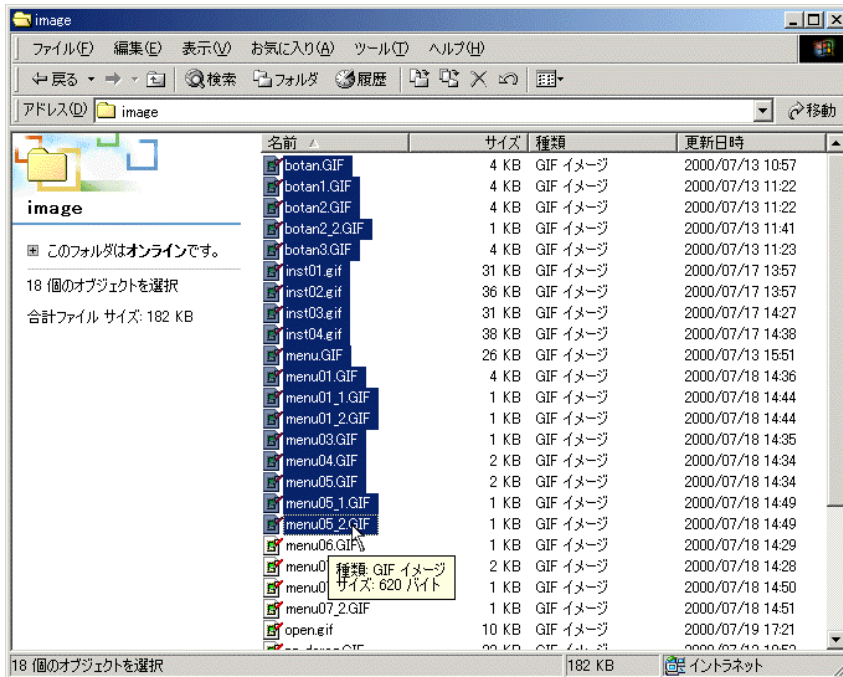 image
ファイル(F) 編集(E) 表示(V) お気に入り(A) ツール(T) ヘルプ(H)
戻る 検索 フォルダ 履歴
アドレス(D) image 移動
image
このフォルダはオンラインです。
18 個のオブジェクトを選択
合計ファイル サイズ: 182 KB
名前 サイズ 種類 更新日時
botan.GIF 4 KB GIF イメージ 2000/07/13 10:57
botan1.GIF 4 KB GIF イメージ 2000/07/13 11:22
botan2.GIF 4 KB GIF イメージ 2000/07/13 11:22
botan2_2.GIF 1 KB GIF イメージ 2000/07/13 11:41
botan3.GIF 4 KB GIF イメージ 2000/07/13 11:23
inst01.gif 31 KB GIF イメージ 2000/07/17 13:57
inst02.gif 36 KB GIF イメージ 2000/07/17 13:57
inst03.gif 31 KB GIF イメージ 2000/07/17 14:27
inst04.gif 38 KB GIF イメージ 2000/07/17 14:38
menu.GIF 26 KB GIF イメージ 2000/07/13 15:51
menu01.GIF 4 KB GIF イメージ 2000/07/18 14:36
menu01_1.GIF 1 KB GIF イメージ 2000/07/18 14:44
menu01_2.GIF 1 KB GIF イメージ 2000/07/18 14:44
menu03.GIF 1 KB GIF イメージ 2000/07/18 14:35
menu04.GIF 2 KB GIF イメージ 2000/07/18 14:34
menu05.GIF 2 KB GIF イメージ 2000/07/18 14:34
menu05_1.GIF 1 KB GIF イメージ 2000/07/18 14:49
menu05_2.GIF 1 KB GIF イメージ 2000/07/18 14:49
menu06.GIF 1 KB GIF イメージ 2000/07/18 14:29
2 KB GIF イメージ 2000/07/18 14:28
1 KB GIF イメージ 2000/07/18 14:50
種類: GIF イメージ
サイズ: 620 バイト
menu07_2.GIF 1 KB GIF イメージ 2000/07/18 14:51
open.gif 10 KB GIF イメージ 2000/07/19 17:21
18 個のオブジェクトを選択 182 KB イントラネット